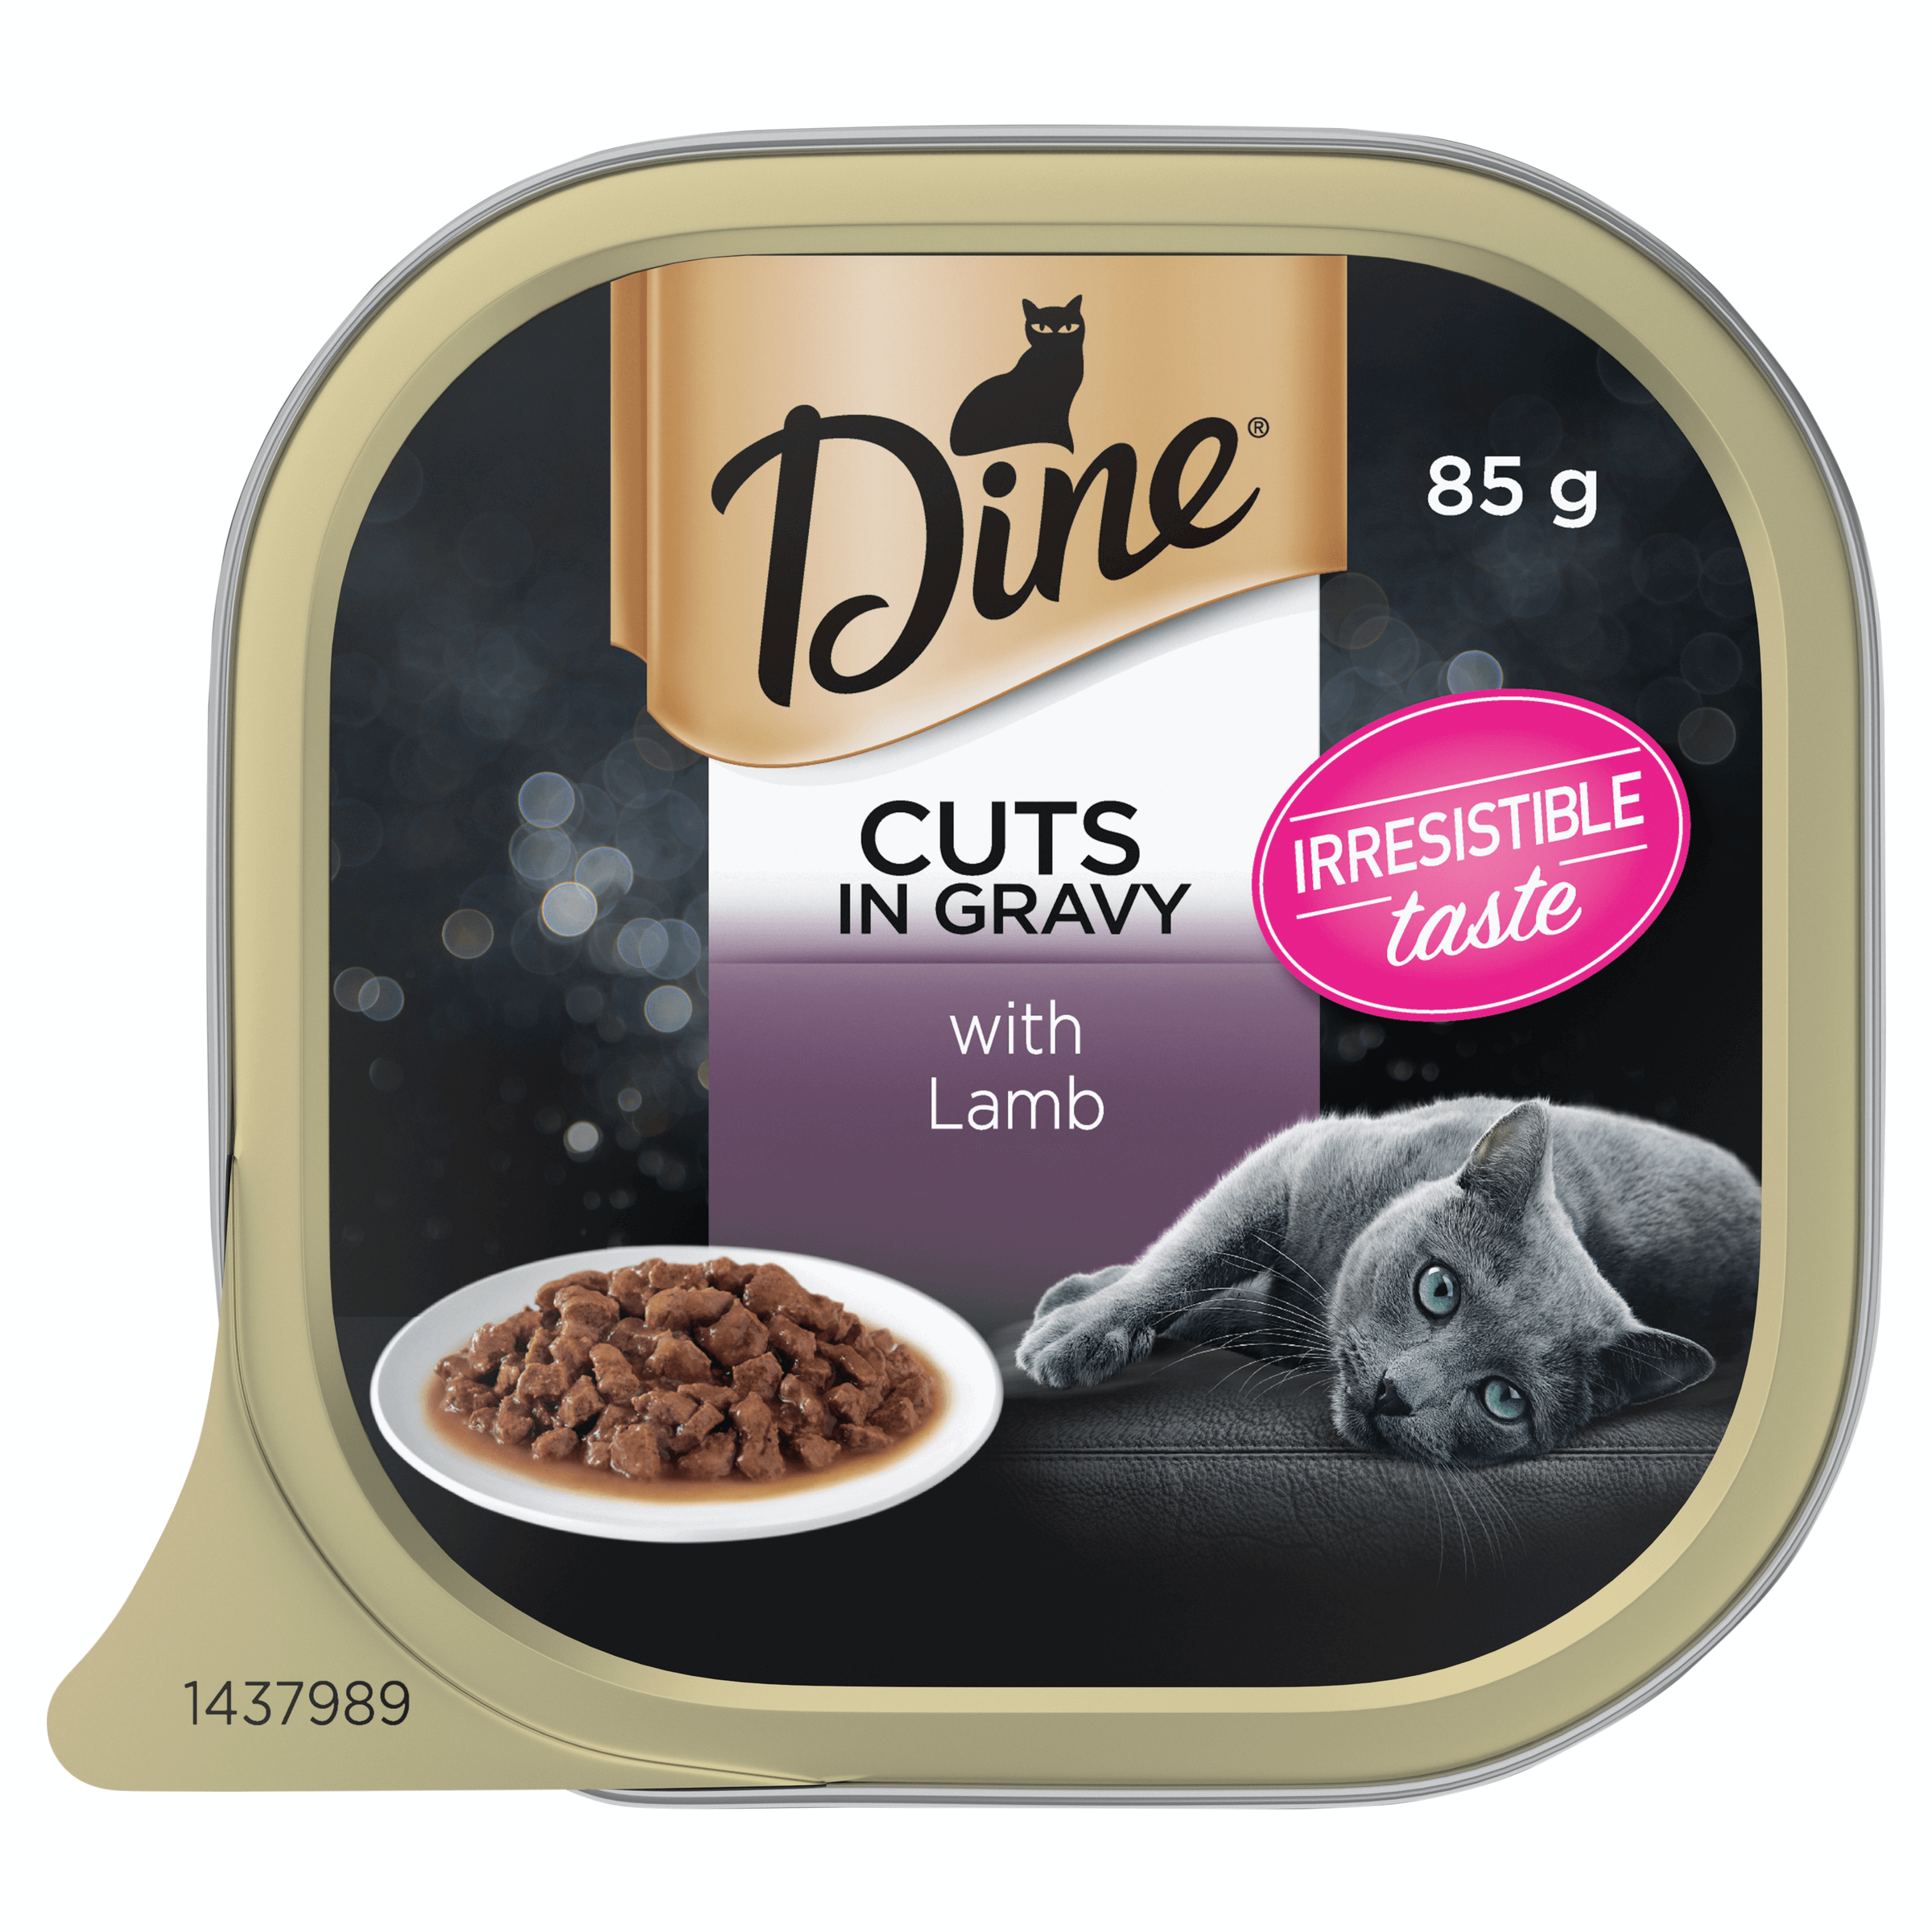 Dine®
85 g
CUTS
IN GRAVY
IRRESISTIBLE
taste
with
Lamb
1437989